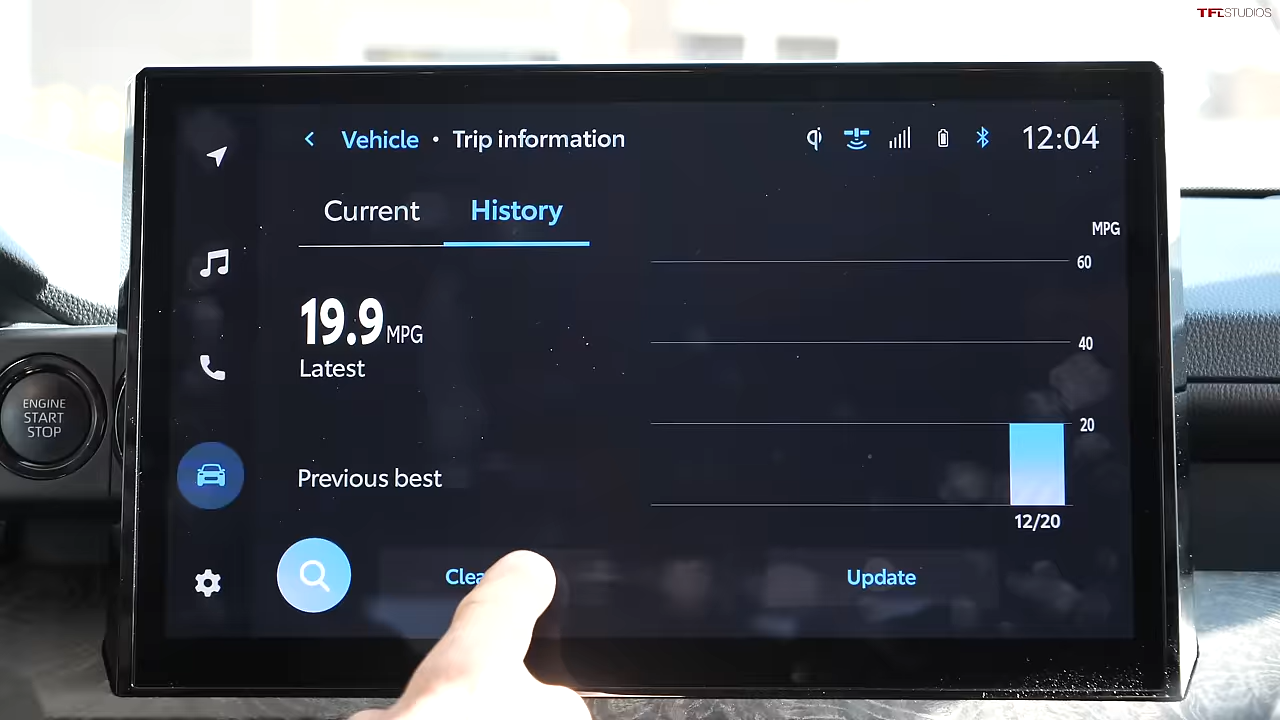 TFLSTUDIOS
Vehicle • Trip information
12:04
Current
History
MPG
60
19.9 MPG
Latest
40
20
Previous best
12/20
Update
ENGINE
START
STOP